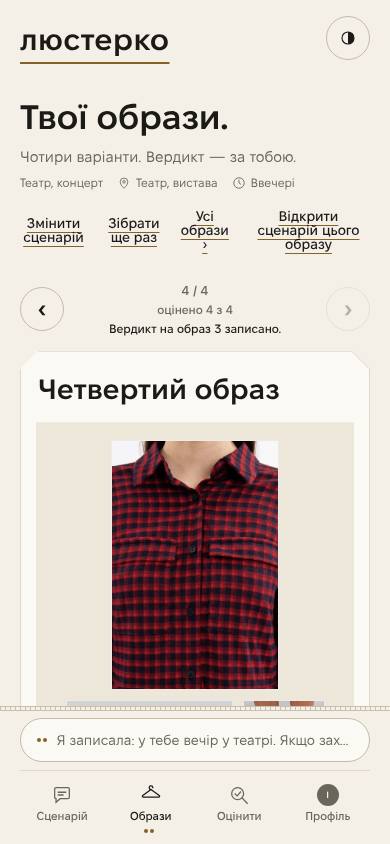 люстерко
Твої образи.
Чотири варіанти. Вердикт — за тобою.
Театр, концерт Театр, вистава Ввечері
Змінити сценарій
Зібрати ще раз
Усі образи ›
Відкрити сценарій цього образу
4 / 4
‹ оцінено 4 з 4 ›
Вердикт на образ 3 записано.
Четвертий образ
Я записала: у тебе вечір у театрі. Якщо зах...
Сценарій Образи Оцінити Профіль
І